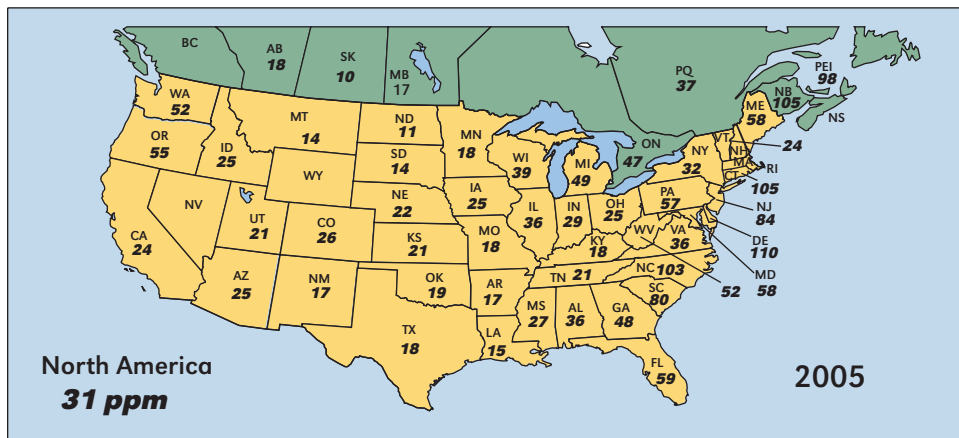 BC
AB
18
SK
10
MB
17
PQ
37
PEI
98
NB
105
NS
ON
47
WA
52
OR
55
ID
25
MT
14
ND
11
SD
14
MN
18
WI
39
MI
49
ME
58
VT
NH
24
MA
RI
CT
105
NY
32
PA
57
NJ
84
DE
110
MD
58
WY
NV
CA
24
UT
21
CO
26
NE
22
IA
25
IL
36
IN
29
OH
25
WV
52
VA
36
KS
21
MO
18
KY
18
TN 21
NC 103
SC
80
AZ
25
NM
17
OK
19
AR
17
MS
27
AL
36
GA
48
TX
18
LA
15
FL
59
North America
31 ppm
2005